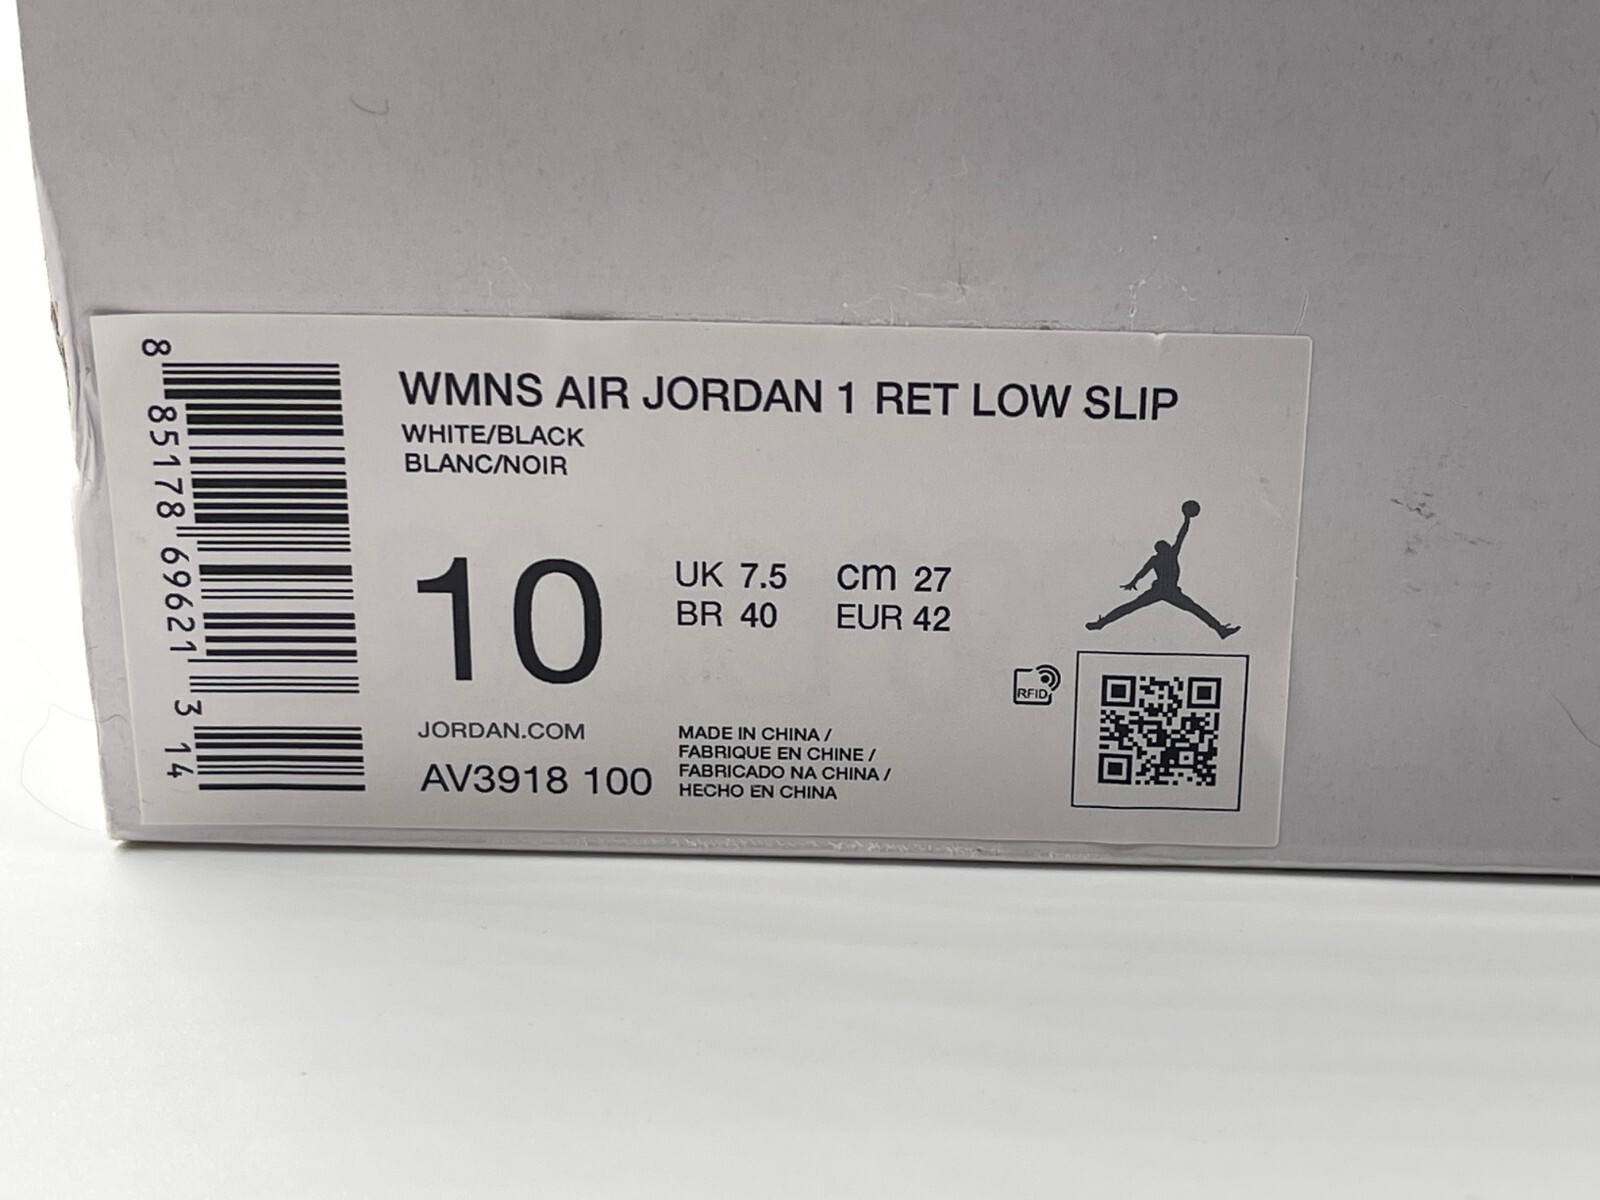 8 85178 69621 3 14
WMNS AIR JORDAN 1 RET LOW SLIP
WHITE/BLACK
BLANC/NOIR
10
UK 7.5 cm 27
BR 40 EUR 42
RFID
JORDAN.COM
AV3918 100
MADE IN CHINA /
FABRIQUE EN CHINE /
FABRICADO NA CHINA /
HECHO EN CHINA